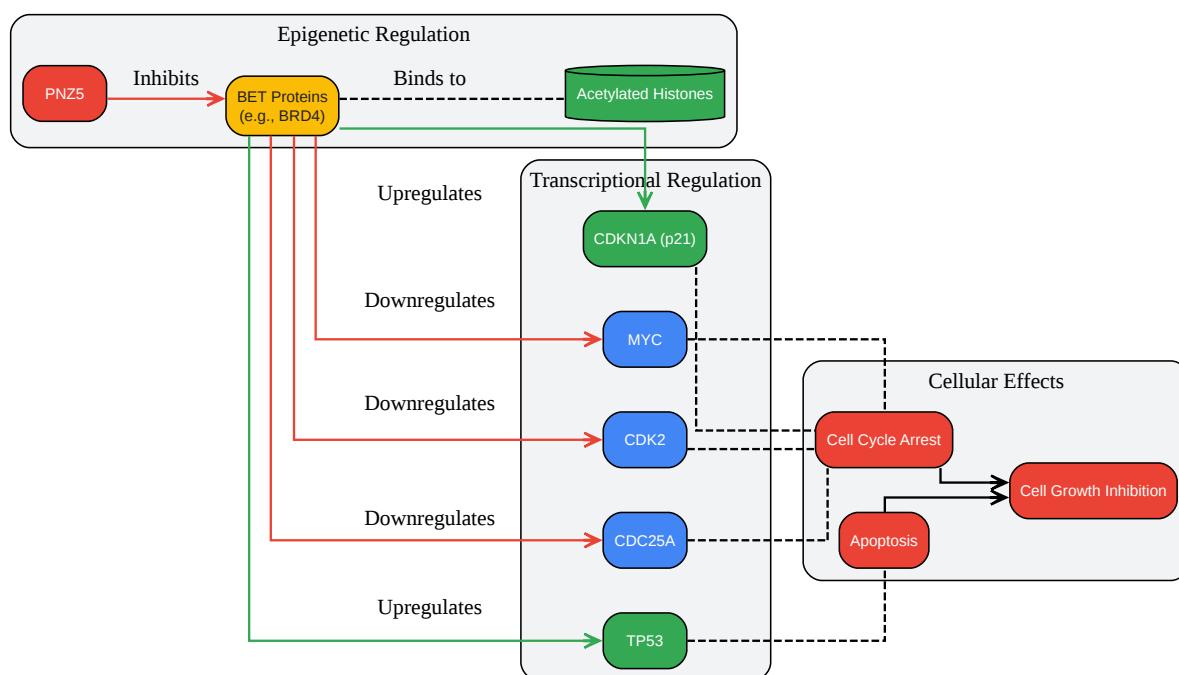 Epigenetic Regulation
PNZ5
Inhibits
BET Proteins
(e.g., BRD4)
Binds to
Acetylated Histones
Upregulates
Transcriptional Regulation
CDKN1A (p21)
Downregulates
MYC
Cellular Effects
Downregulates
CDK2
Cell Cycle Arrest
Cell Growth Inhibition
Downregulates
CDC25A
Apoptosis
Upregulates
TP53